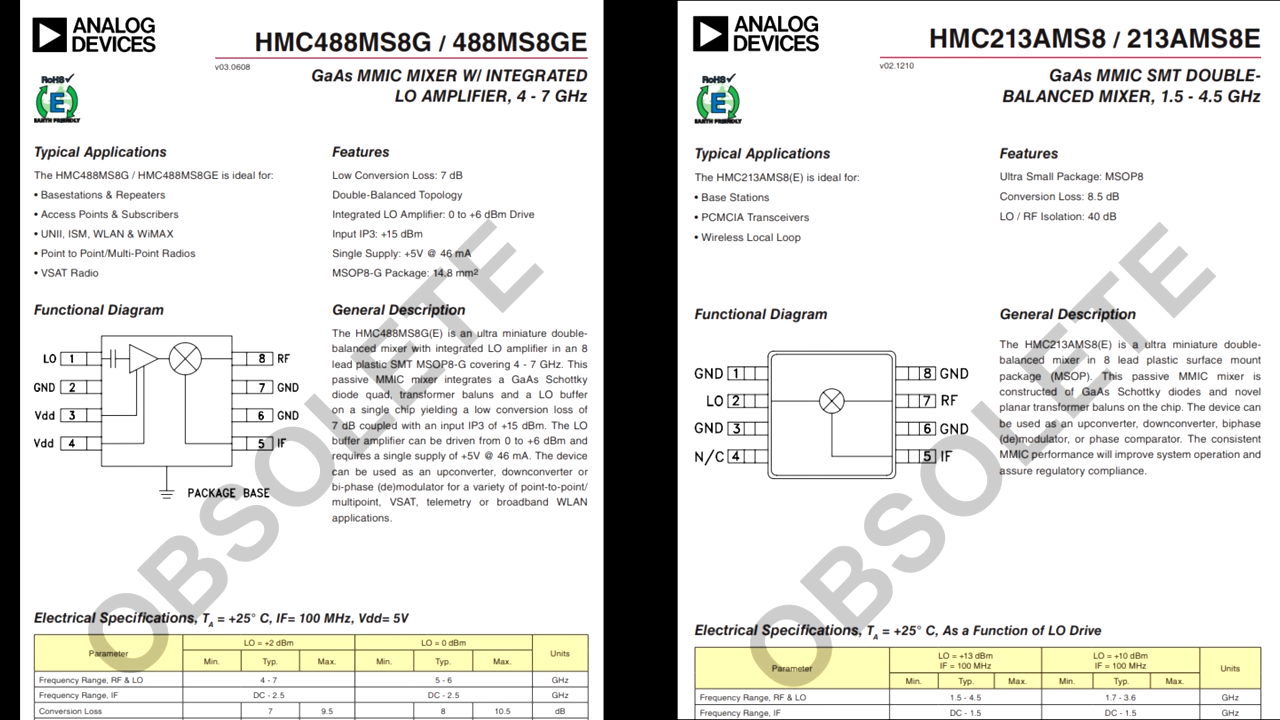 ANALOG
DEVICES
HMC488MS8G / 488MS8GE
v03.0608
RoHS✓
E
EARTH FRIENDLY
GaAs MMIC MIXER W/ INTEGRATED
LO AMPLIFIER, 4 - 7 GHz
Typical Applications
The HMC488MS8G / HMC488MS8GE is ideal for:
• Basestations & Repeaters
• Access Points & Subscribers
• UNII, ISM, WLAN & WiMAX
• Point to Point/Multi-Point Radios
• VSAT Radio
Features
Low Conversion Loss: 7 dB
Double-Balanced Topology
Integrated LO Amplifier: 0 to +6 dBm Drive
Input IP3: +15 dBm
Single Supply: +5V @ 46 mA
MSOP8-G Package: 14.8 mm²
Functional Diagram
LO 1 8 RF
GND 2 7 GND
Vdd 3 6 GND
Vdd 4 5 IF
PACKAGE BASE
General Description
The HMC488MS8G(E) is an ultra miniature double-
balanced mixer with integrated LO amplifier in an 8
lead plastic SMT MSOP8-G covering 4 - 7 GHz. This
passive MMIC mixer integrates a GaAs Schottky
diode quad, transformer baluns and a LO buffer
on a single chip yielding a low conversion loss of
7 dB coupled with an input IP3 of +15 dBm. The LO
buffer amplifier can be driven from 0 to +6 dBm and
requires a single supply of +5V @ 46 mA. The device
can be used as an upconverter, downconverter or
bi-phase (de)modulator for a variety of point-to-point/
multipoint, VSAT, telemetry or broadband WLAN
applications.
OBSOLETE
Electrical Specifications, TA = +25° C, IF= 100 MHz, Vdd= 5V
Parameter LO = +2 dBm LO = 0 dBm Units
Min. Typ. Max. Min. Typ. Max.
Frequency Range, RF & LO 4 - 7 5 - 6 GHz
Frequency Range, IF DC - 2.5 DC - 2.5 GHz
Conversion Loss 7 9.5 8 10.5 dB
ANALOG
DEVICES
HMC213AMS8 / 213AMS8E
v02.1210
RoHS✓
E
EARTH FRIENDLY
GaAs MMIC SMT DOUBLE-
BALANCED MIXER, 1.5 - 4.5 GHz
Typical Applications
The HMC213AMS8(E) is ideal for:
• Base Stations
• PCMCIA Transceivers
• Wireless Local Loop
Features
Ultra Small Package: MSOP8
Conversion Loss: 8.5 dB
LO / RF Isolation: 40 dB
Functional Diagram
GND 1 8 GND
LO 2 7 RF
GND 3 6 GND
N/C 4 5 IF
General Description
The HMC213AMS8(E) is a ultra miniature double-
balanced mixer in 8 lead plastic surface mount
package (MSOP). This passive MMIC mixer is
constructed of GaAs Schottky diodes and novel
planar transformer baluns on the chip. The device can
be used as an upconverter, downconverter, biphase
(de)modulator, or phase comparator. The consistent
MMIC performance will improve system operation and
assure regulatory compliance.
OBSOLETE
Electrical Specifications, TA = +25° C, As a Function of LO Drive
Parameter LO = +13 dBm LO = +10 dBm Units
IF = 100 MHz IF = 100 MHz
Min. Typ. Max. Min. Typ. Max.
Frequency Range, RF & LO 1.5 - 4.5 1.7 - 3.6 GHz
Frequency Range, IF DC - 1.5 DC - 1.5 GHz